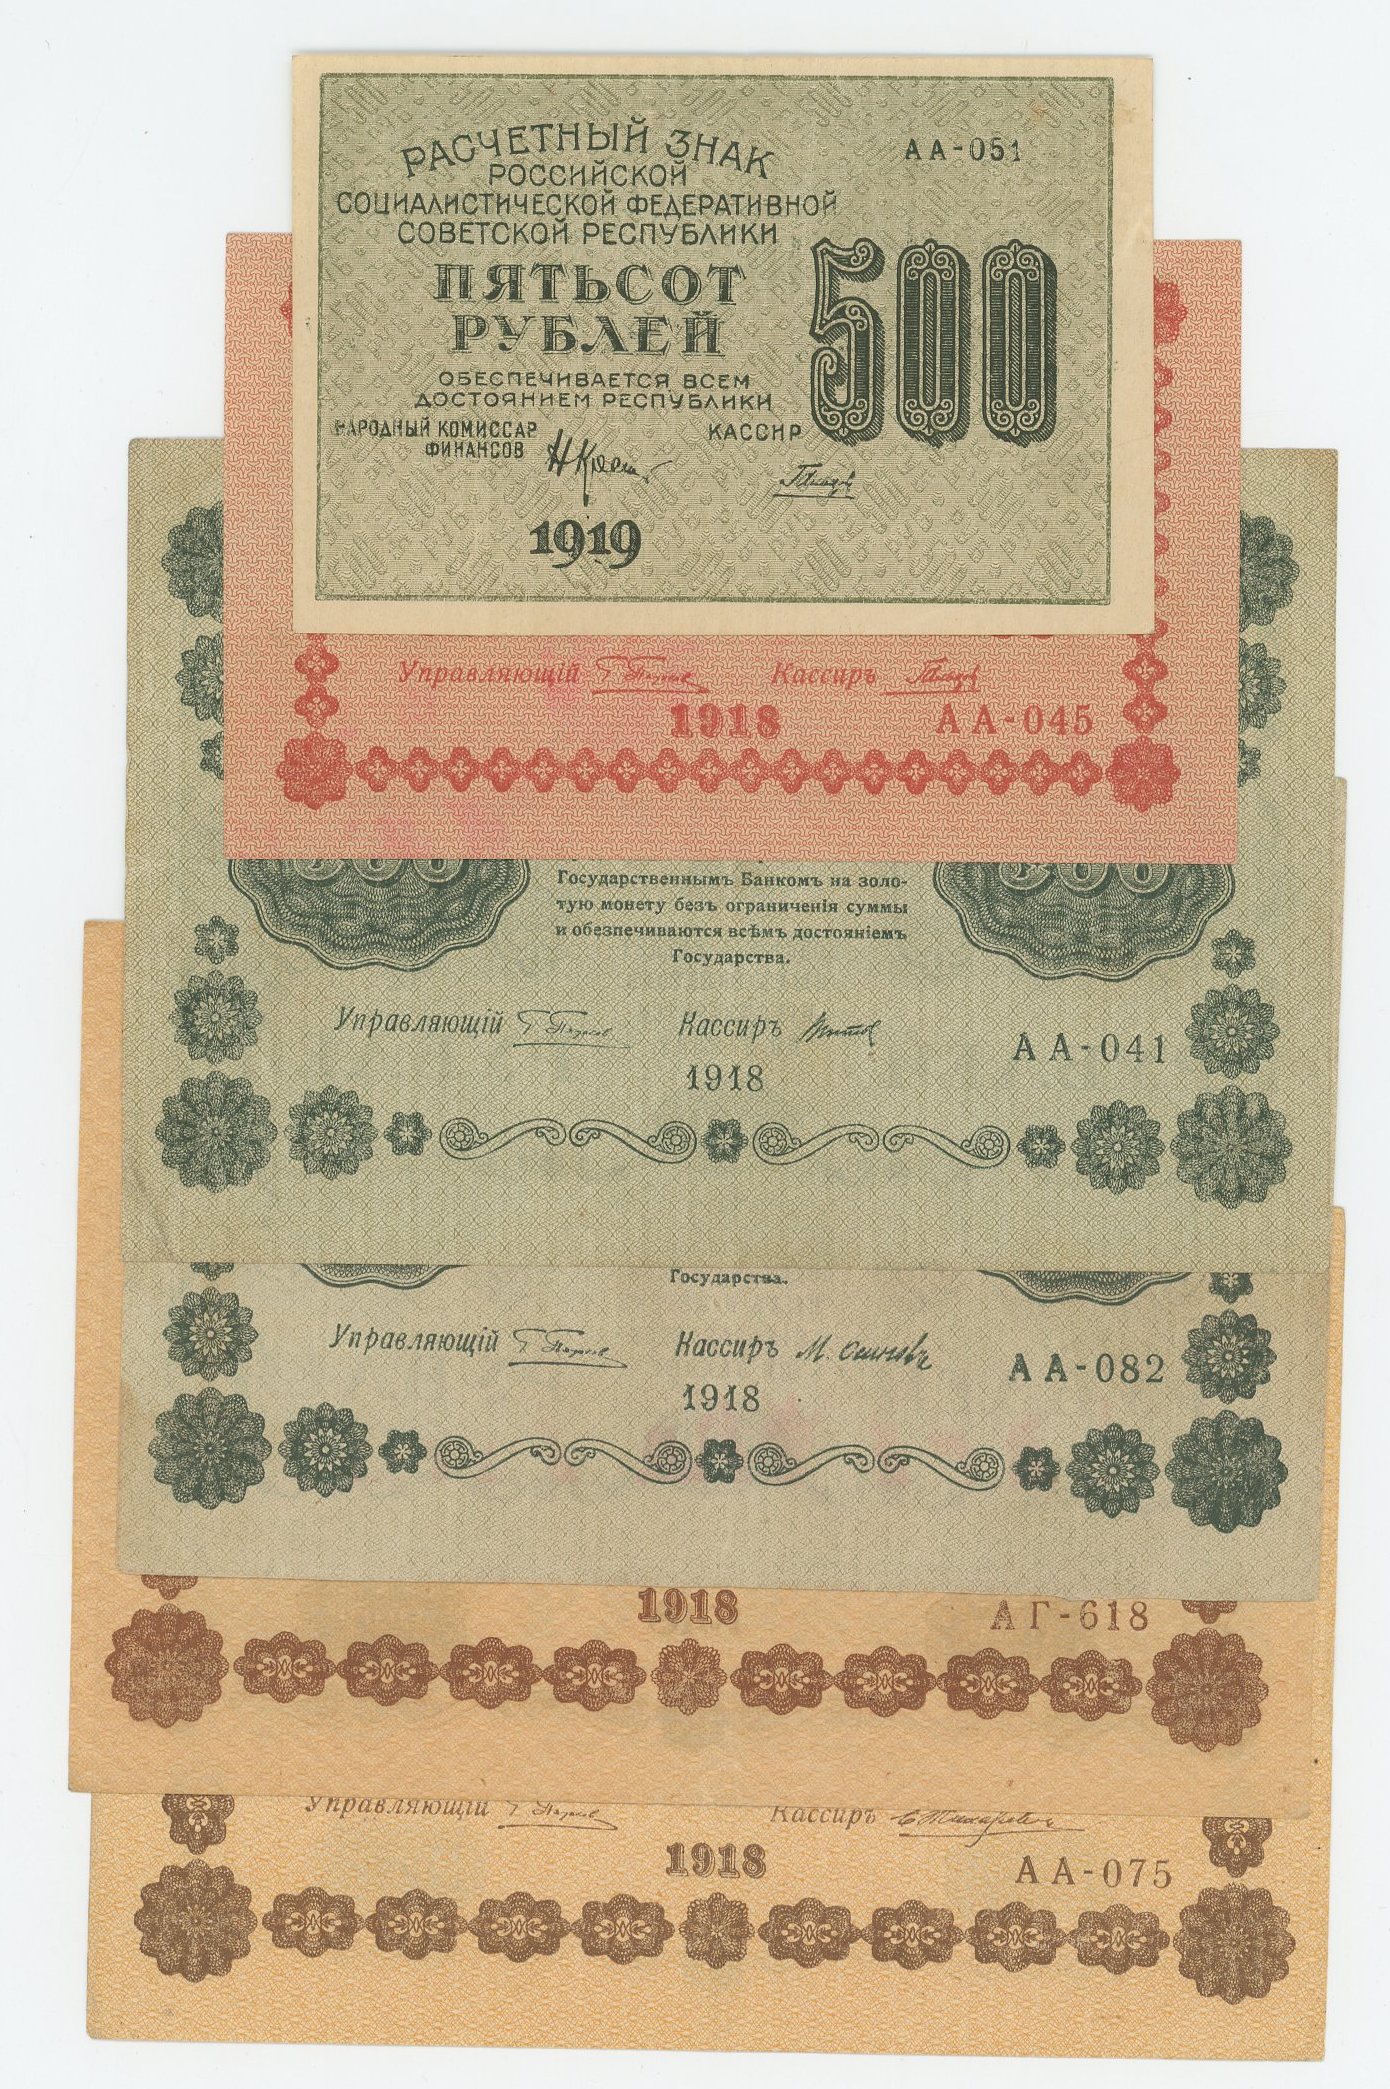 РАСЧЕТНЫЙ ЗНАК
АА-051
РОССИЙСКОЙ
СОЦИАЛИСТИЧЕСКОЙ ФЕДЕРАТИВНОЙ
СОВЕТСКОЙ РЕСПУБЛИКИ
ПЯТЬСОТ
РУБЛЕЙ
500
ОБЕСПЕЧИВАЕТСЯ ВСЕМ
ДОСТОЯНИЕМ РЕСПУБЛИКИ
НАРОДНЫЙ КОМИССАР
ФИНАНСОВ
КАССИР
1919
Управляющій Кассиръ
1918
АА-045
Государственнымъ Банкомъ на золо-
тую монету безъ ограниченія суммы
и обезпечиваются всѣмъ достояніемъ
Государства.
Управляющій Кассиръ
АА-041
1918
Государства.
Управляющій Кассиръ
АА-082
1918
1918
АГ-618
Управляющій Кассиръ
1918
АА-075